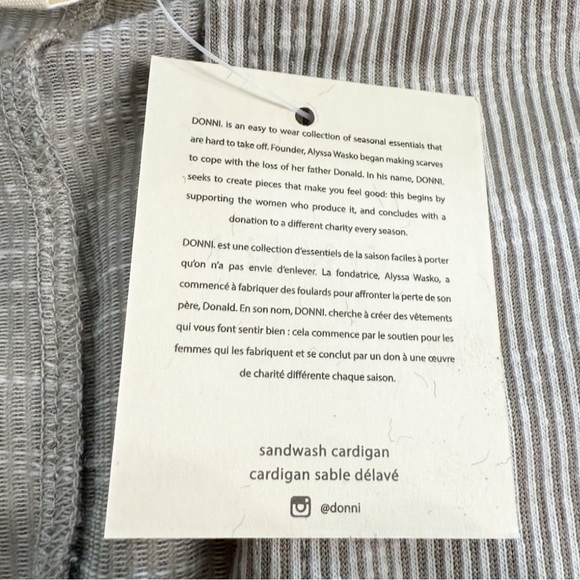 DONNI. is an easy to wear collection of seasonal essentials that
are hard to take off. Founder, Alyssa Wasko began making scarves
to cope with the loss of her father Donald. In his name, DONNI.
seeks to create pieces that make you feel good: this begins by
supporting the women who produce it, and concludes with a
donation to a different charity every season.
DONNI. est une collection d'essentiels de la saison faciles à porter
qu'on n'a pas envie d'enlever. La fondatrice, Alyssa Wasko, a
commencé à fabriquer des foulards pour affronter la perte de son
père, Donald. En son nom, DONNI. cherche à créer des vêtements
qui vous font sentir bien : cela commence par le soutien pour les
femmes qui les fabriquent et se conclut par un don à une œuvre
de charité différente chaque saison.
sandwash cardigan
cardigan sable délavé
@donni